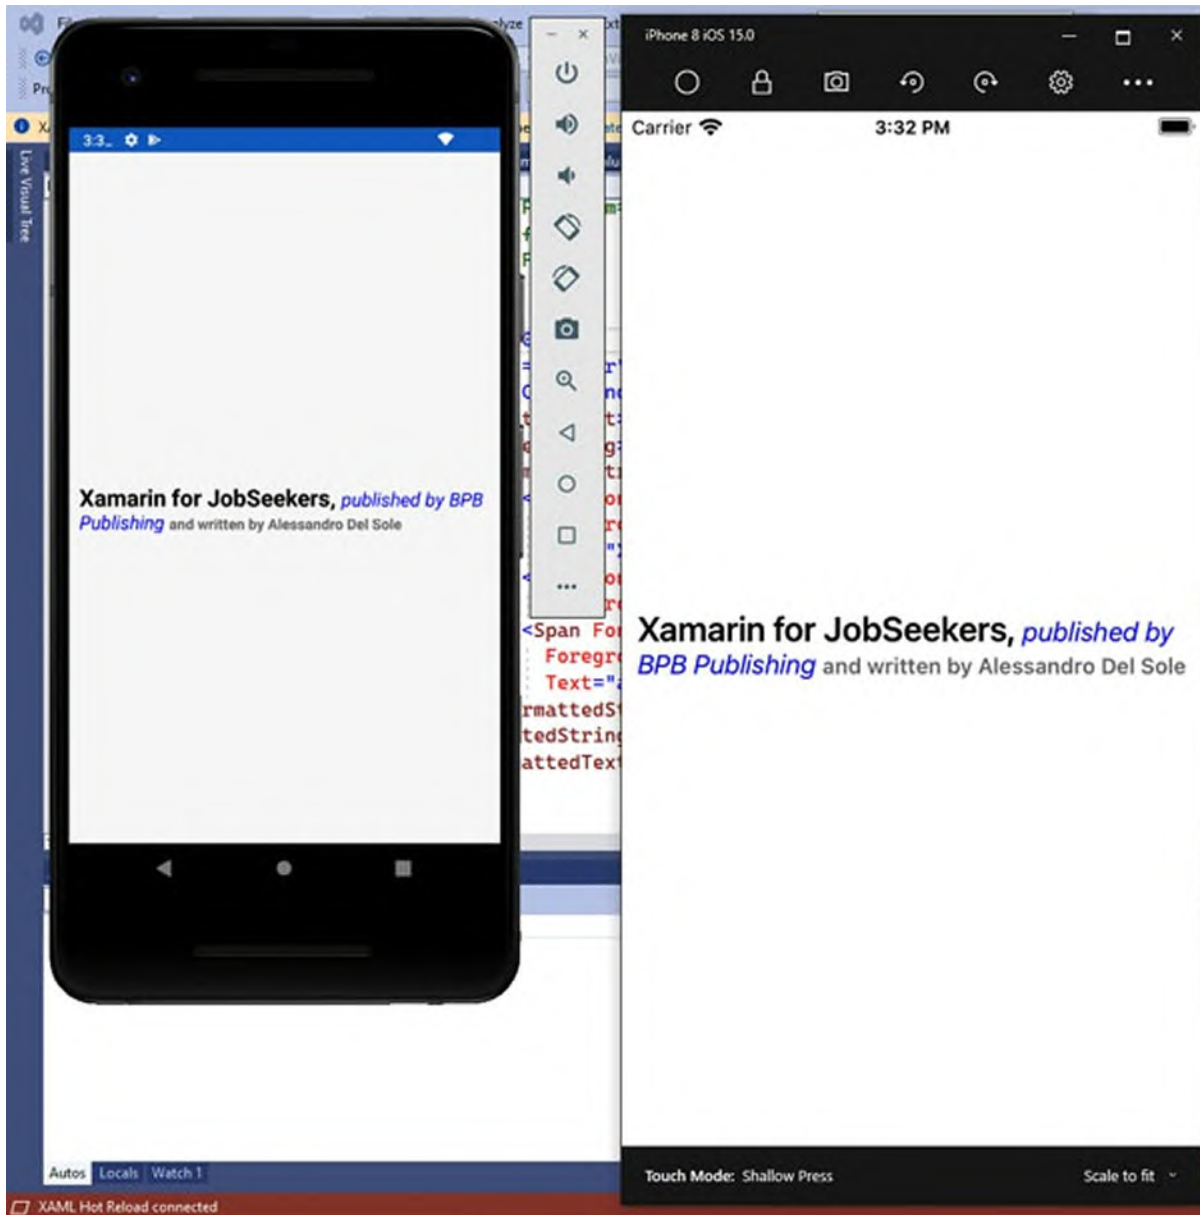 iPhone 8 iOS 15.0
Carrier
3:32 PM
3:3_
Live Visual Tree
Xamarin for JobSeekers, published by BPB
Publishing and written by Alessandro Del Sole
Xamarin for JobSeekers, published by
BPB Publishing and written by Alessandro Del Sole
<Span For
Foregr
Text="a
rmattedSt
tedString
attedText
Autos Locals Watch 1
XAML Hot Reload connected
Touch Mode: Shallow Press
Scale to fit